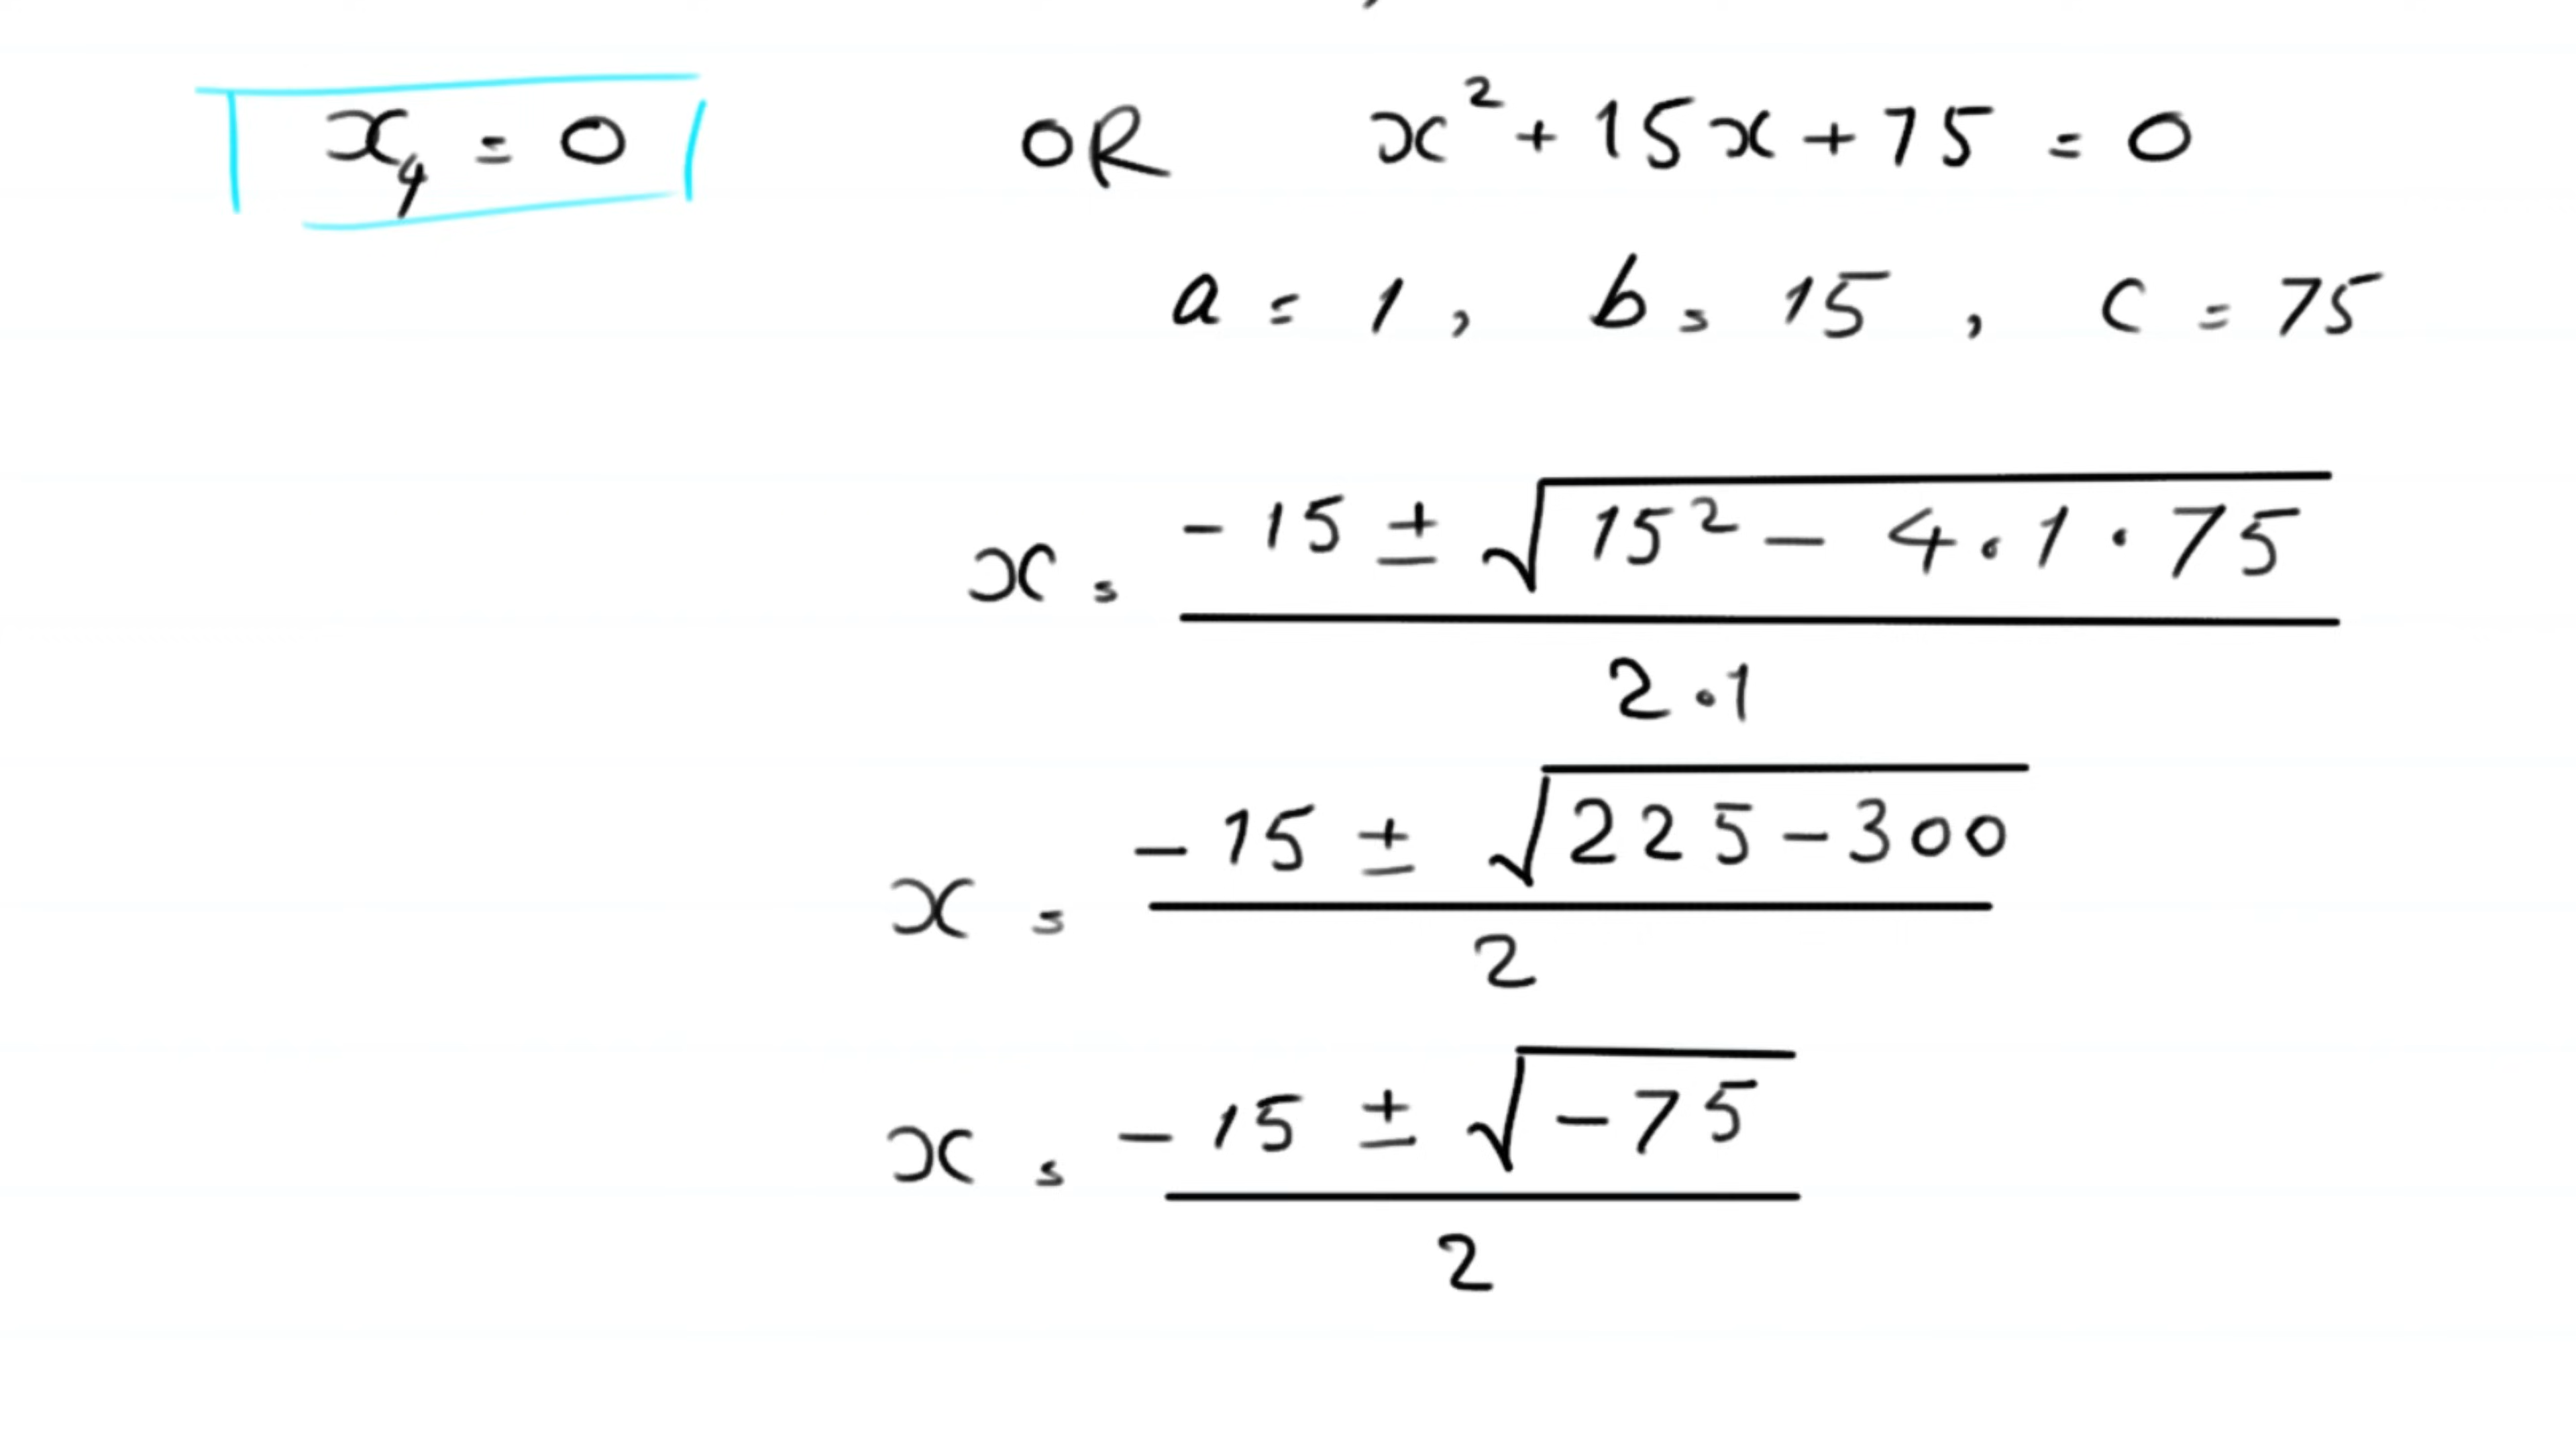 x₄ = 0 OR x² + 15x + 75 = 0
a = 1 , b = 15 , c = 75
x = (-15 ± √(15² - 4·1·75)) / (2·1)
x = (-15 ± √(225 - 300)) / 2
x = (-15 ± √(-75)) / 2